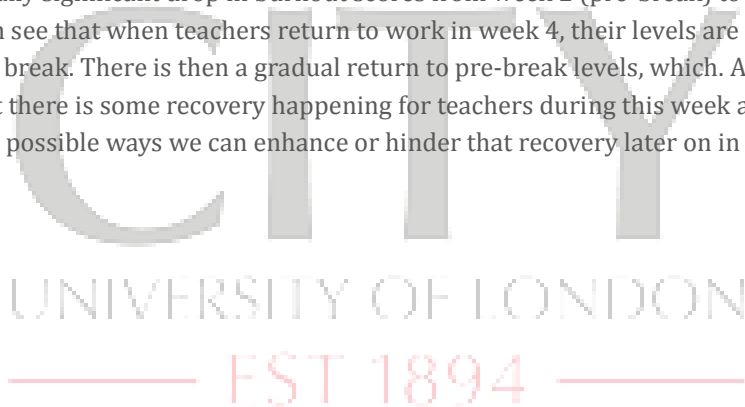 significant drop in burnout scores from week 2 (pre-break) to
see that when teachers return to work in week 4, their levels are
break. There is then a gradual return to pre-break levels, which. A
there is some recovery happening for teachers during this week a
possible ways we can enhance or hinder that recovery later on in
CITY
UNIVERSITY OF LONDON
EST 1894